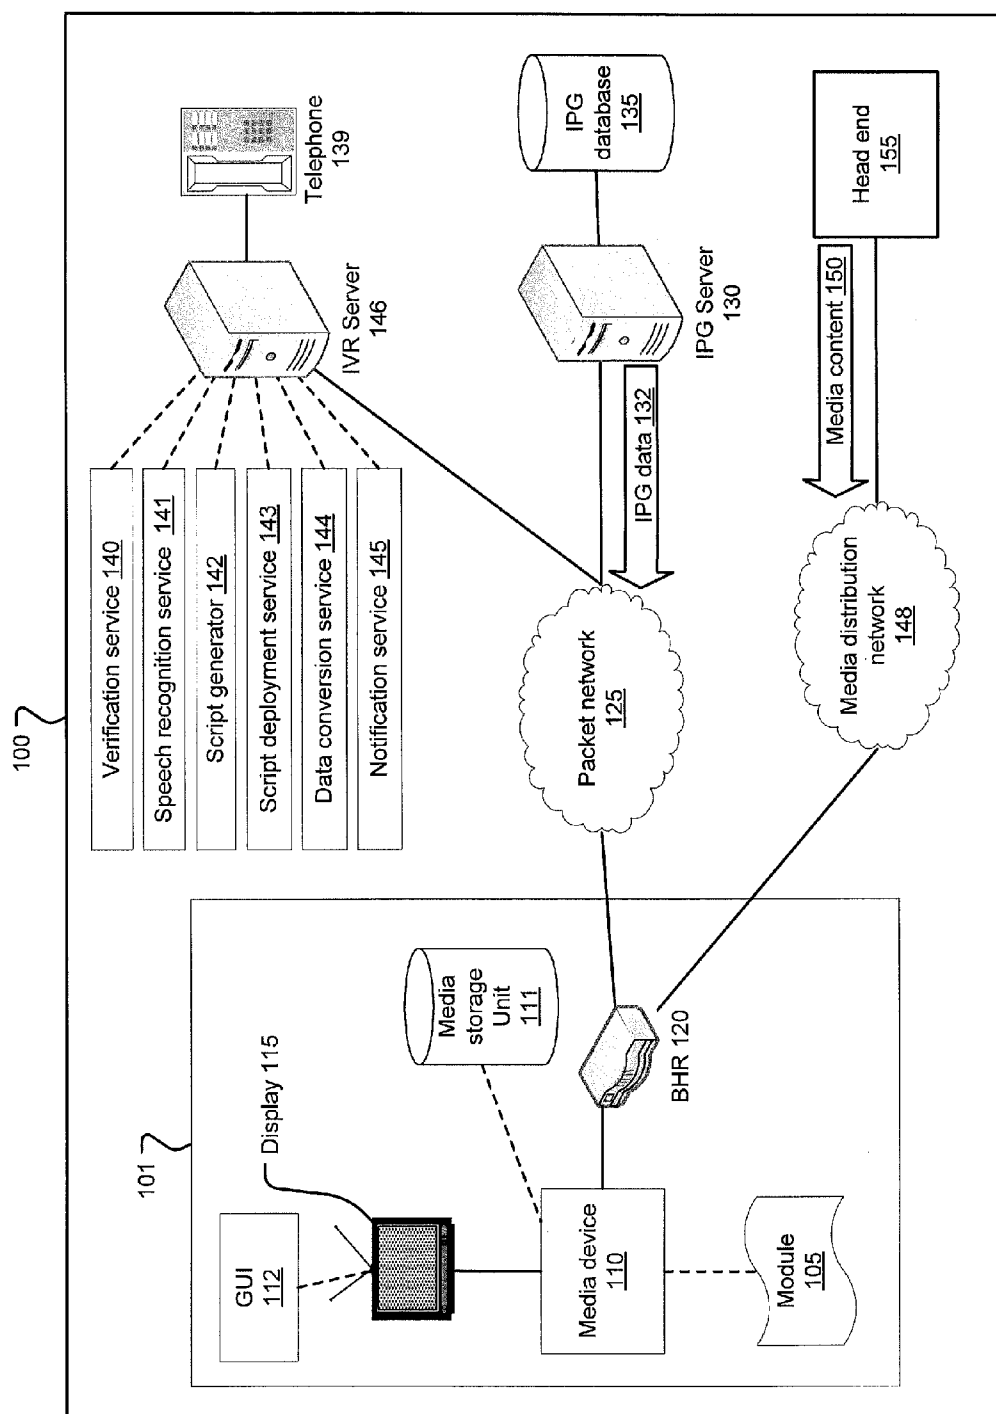 100
101
GUI
112
Display 115
Media
storage
Unit
111
Media device
110
Module
105
BHR 120
Verification service 140
Speech recognition service 141
Script generator 142
Script deployment service 143
Data conversion service 144
Notification service 145
IVR Server
146
Telephone
139
Packet network
125
IPG data 132
IPG Server
130
IPG
database
135
Media distribution
network
148
Media content 150
Head end
155